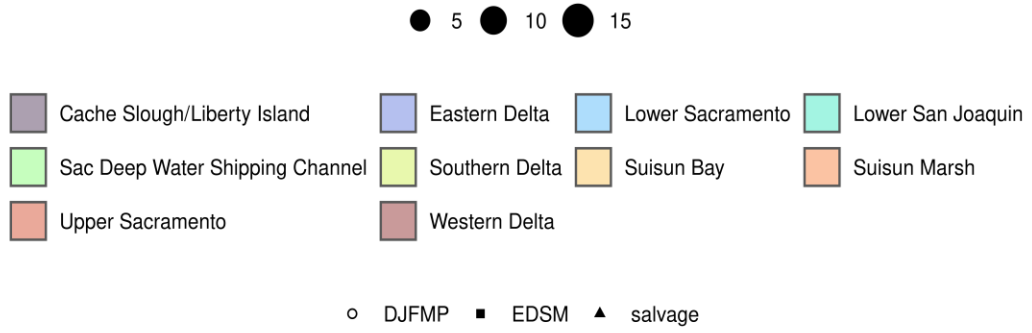 5 10 15
Cache Slough/Liberty Island Eastern Delta Lower Sacramento Lower San Joaquin
Sac Deep Water Shipping Channel Southern Delta Suisun Bay Suisun Marsh
Upper Sacramento Western Delta
DJFMP EDSM salvage